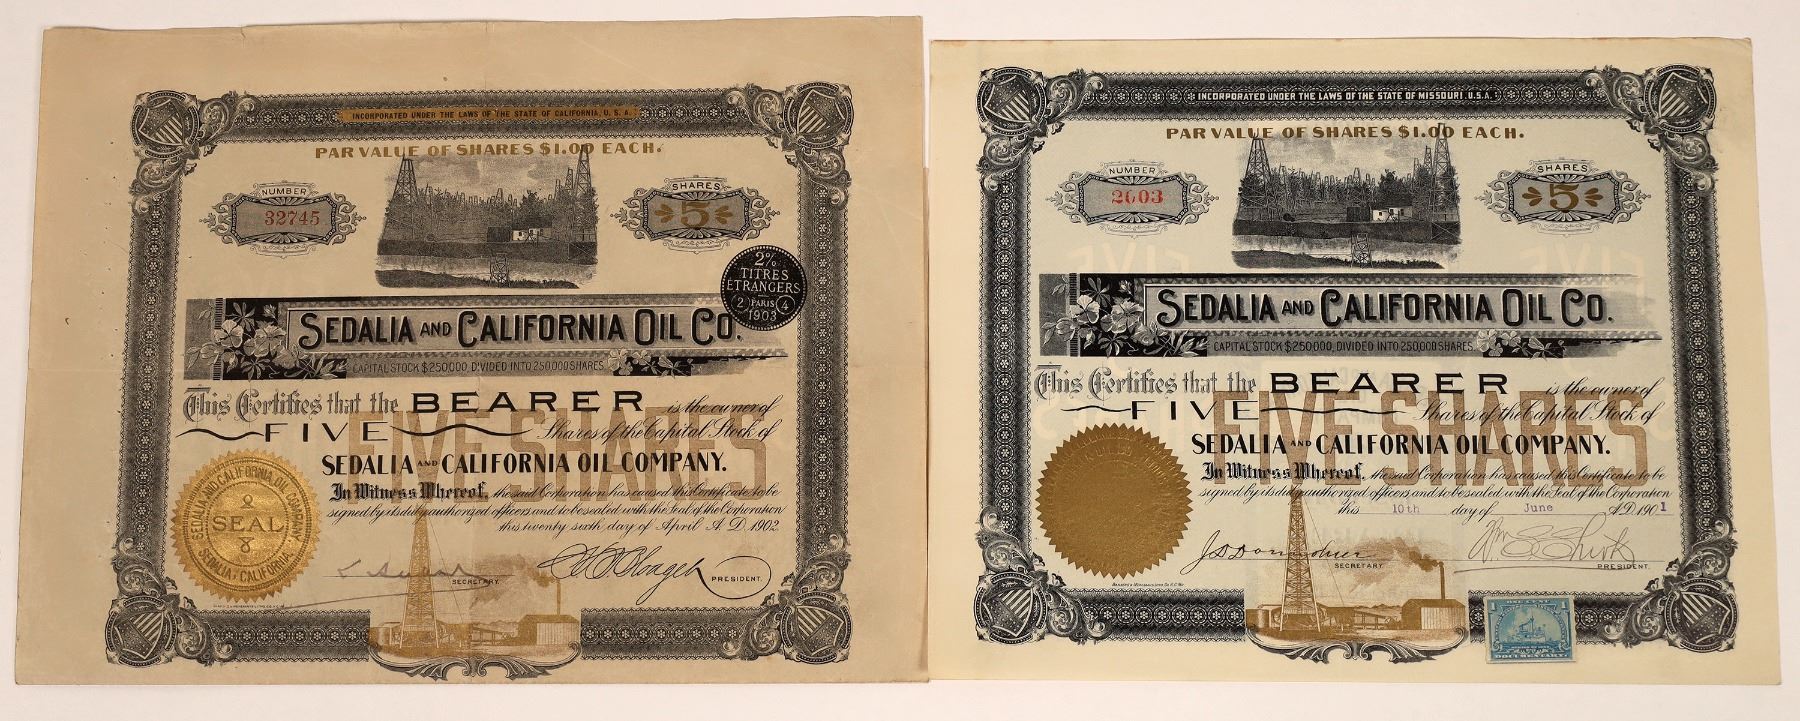 INCORPORATED UNDER THE LAWS OF THE STATE OF CALIFORNIA, U. S. A.
PAR VALUE OF SHARES $1.00 EACH.
NUMBER
32745
SHARES
5
2%
TITRES
ETRANGERS
2 PARIS 4
1903
SEDALIA AND CALIFORNIA OIL CO.
CAPITAL STOCK $250,000, DIVIDED INTO 250,000 SHARES.
This Certifies that the BEARER is the owner of
FIVE Shares of the Capital Stock of
FIVE SHARES
SEDALIA AND CALIFORNIA OIL COMPANY.
In Witness Whereof, the said Corporation has caused this Certificate to be
signed by its duly authorized officers and to be sealed with the Seal of the Corporation
this twenty sixth day of April A.D. 1902.
SEDALIA AND CALIFORNIA OIL COMPANY
SEAL
SEDALIA, CALIFORNIA.
SECRETARY.
PRESIDENT.
INCORPORATED UNDER THE LAWS OF THE STATE OF MISSOURI, U.S.A.
PAR VALUE OF SHARES $1.00 EACH.
NUMBER
2603
SHARES
5
SEDALIA AND CALIFORNIA OIL CO.
CAPITAL STOCK $250,000, DIVIDED INTO 250,000 SHARES.
This Certifies that the BEARER is the owner of
FIVE Shares of the Capital Stock of
FIVE SHARES
SEDALIA AND CALIFORNIA OIL COMPANY.
In Witness Whereof, the said Corporation has caused this Certificate to be
signed by its duly authorized officers and to be sealed with the Seal of the Corporation
this 10th day of June A.D. 1901
SECRETARY.
PRESIDENT.
ONE CENT
1 1
DOCUMENTARY